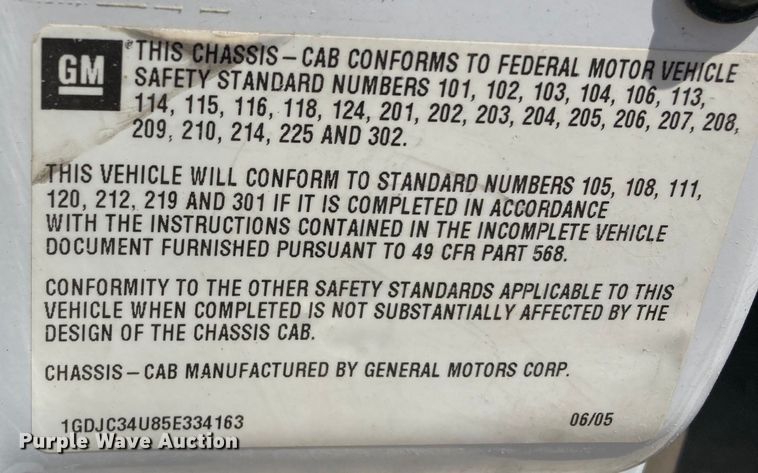 GM
THIS CHASSIS-CAB CONFORMS TO FEDERAL MOTOR VEHICLE
SAFETY STANDARD NUMBERS 101, 102, 103, 104, 106, 113,
114, 115, 116, 118, 124, 201, 202, 203, 204, 205, 206, 207, 208,
209, 210, 214, 225 AND 302.
THIS VEHICLE WILL CONFORM TO STANDARD NUMBERS 105, 108, 111,
120, 212, 219 AND 301 IF IT IS COMPLETED IN ACCORDANCE
WITH THE INSTRUCTIONS CONTAINED IN THE INCOMPLETE VEHICLE
DOCUMENT FURNISHED PURSUANT TO 49 CFR PART 568.
CONFORMITY TO THE OTHER SAFETY STANDARDS APPLICABLE TO THIS
VEHICLE WHEN COMPLETED IS NOT SUBSTANTIALLY AFFECTED BY THE
DESIGN OF THE CHASSIS CAB.
CHASSIS-CAB MANUFACTURED BY GENERAL MOTORS CORP.
1GDJC34U85E334163 06/05
Purple Wave Auction